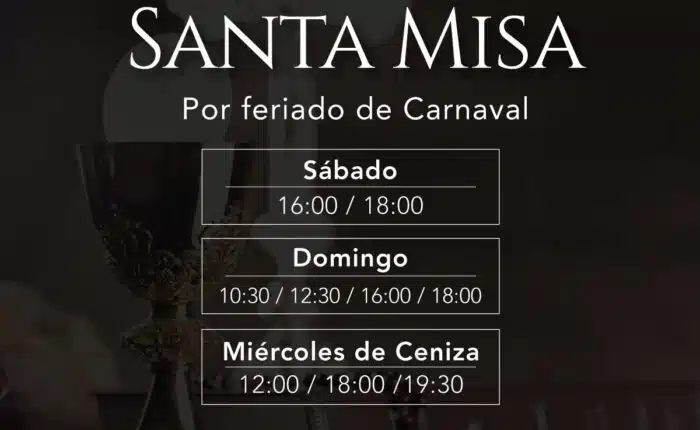 SANTA MISA
Por feriado de Carnaval
Sábado
16:00 / 18:00
Domingo
10:30 / 12:30 / 16:00 / 18:00
Miércoles de Ceniza
12:00 / 18:00 /19:30